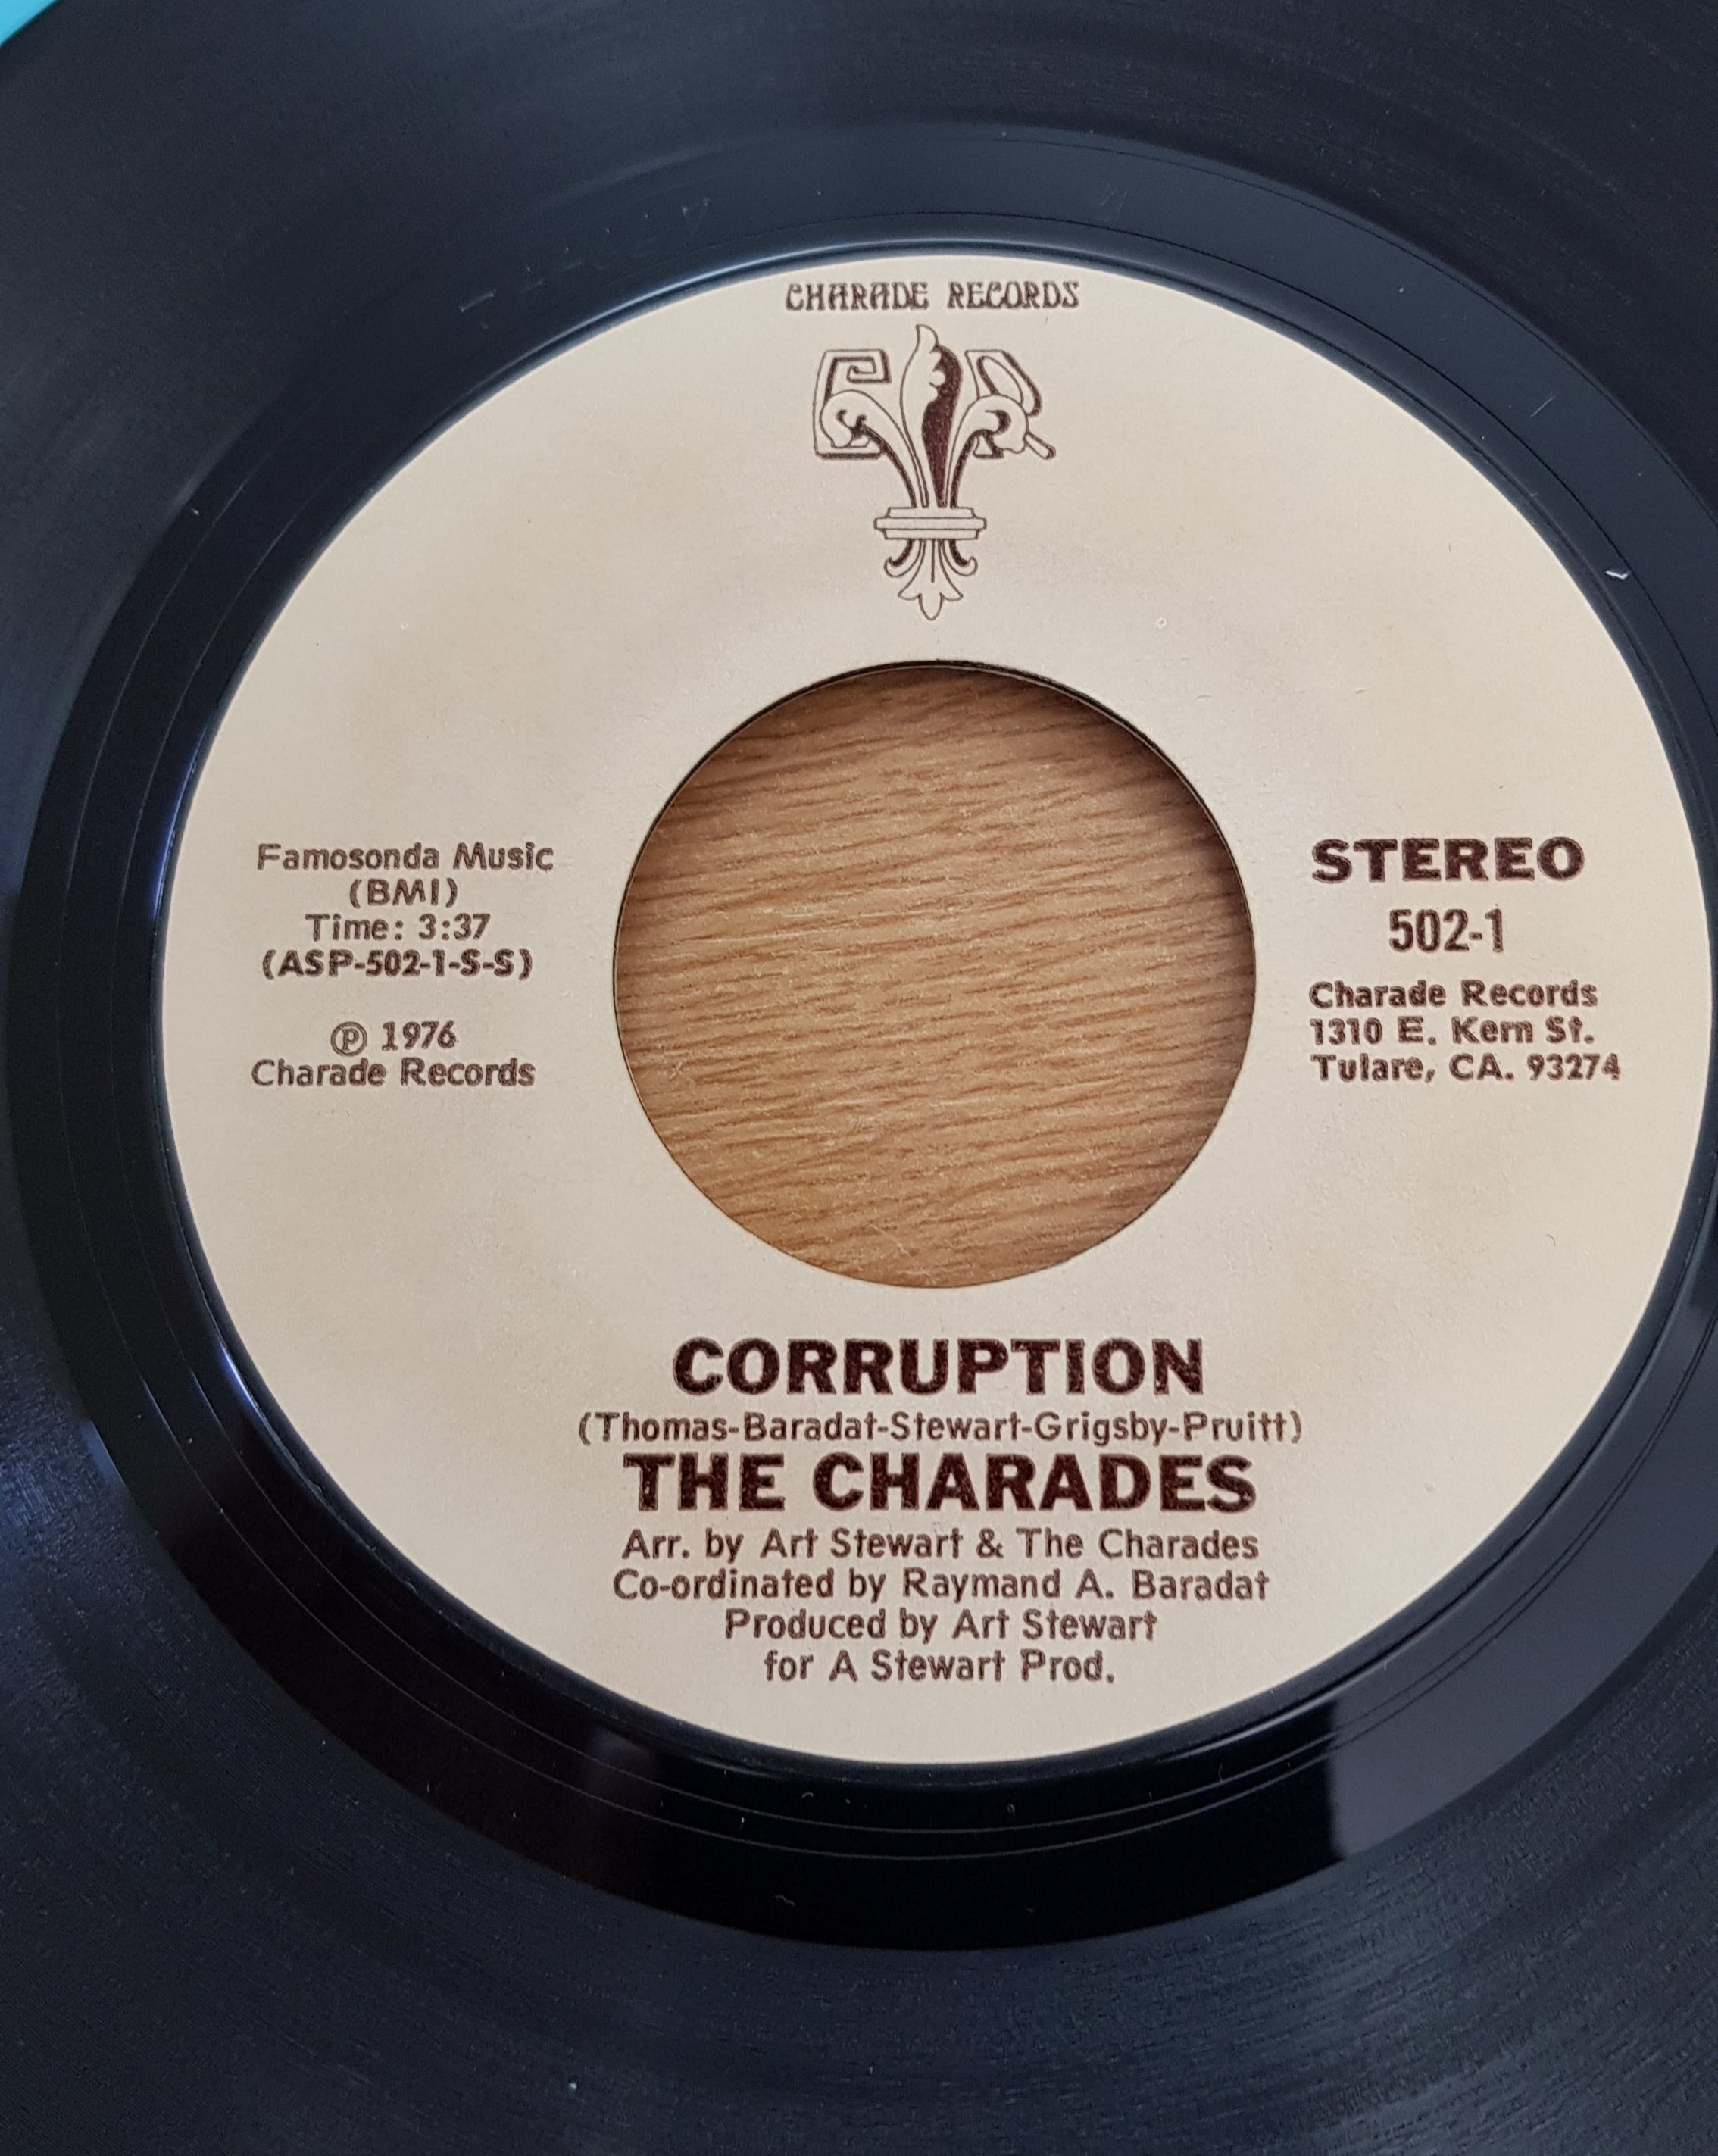 CHARADE RECORDS
CR
Famosonda Music
(BMI)
Time: 3:37
(ASP-502-1-S-S)
℗ 1976
Charade Records
STEREO
502-1
Charade Records
1310 E. Kern St.
Tulare, CA. 93274
CORRUPTION
(Thomas-Baradat-Stewart-Grigsby-Pruitt)
THE CHARADES
Arr. by Art Stewart & The Charades
Co-ordinated by Raymand A. Baradat
Produced by Art Stewart
for A Stewart Prod.